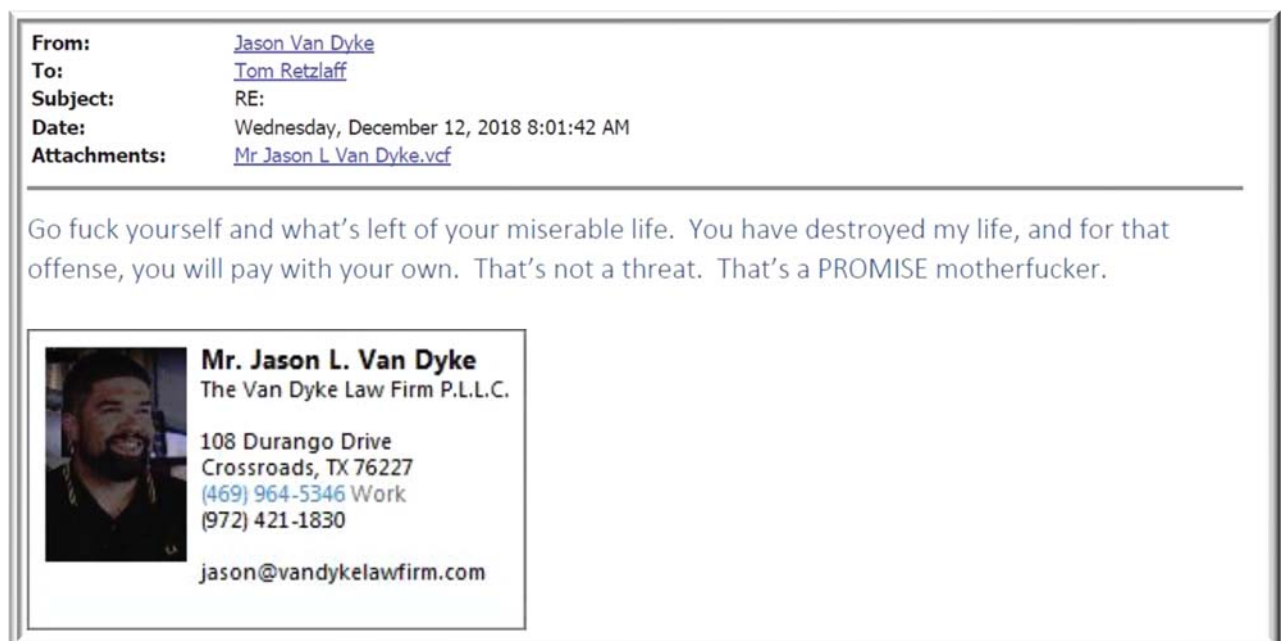 From: Jason Van Dyke
To: Tom Retzlaff
Subject: RE:
Date: Wednesday, December 12, 2018 8:01:42 AM
Attachments: Mr Jason L Van Dyke.vcf
Go fuck yourself and what's left of your miserable life. You have destroyed my life, and for that
offense, you will pay with your own. That's not a threat. That's a PROMISE motherfucker.
Mr. Jason L. Van Dyke
The Van Dyke Law Firm P.L.L.C.
108 Durango Drive
Crossroads, TX 76227
(469) 964-5346 Work
(972) 421-1830
jason@vandykelawfirm.com